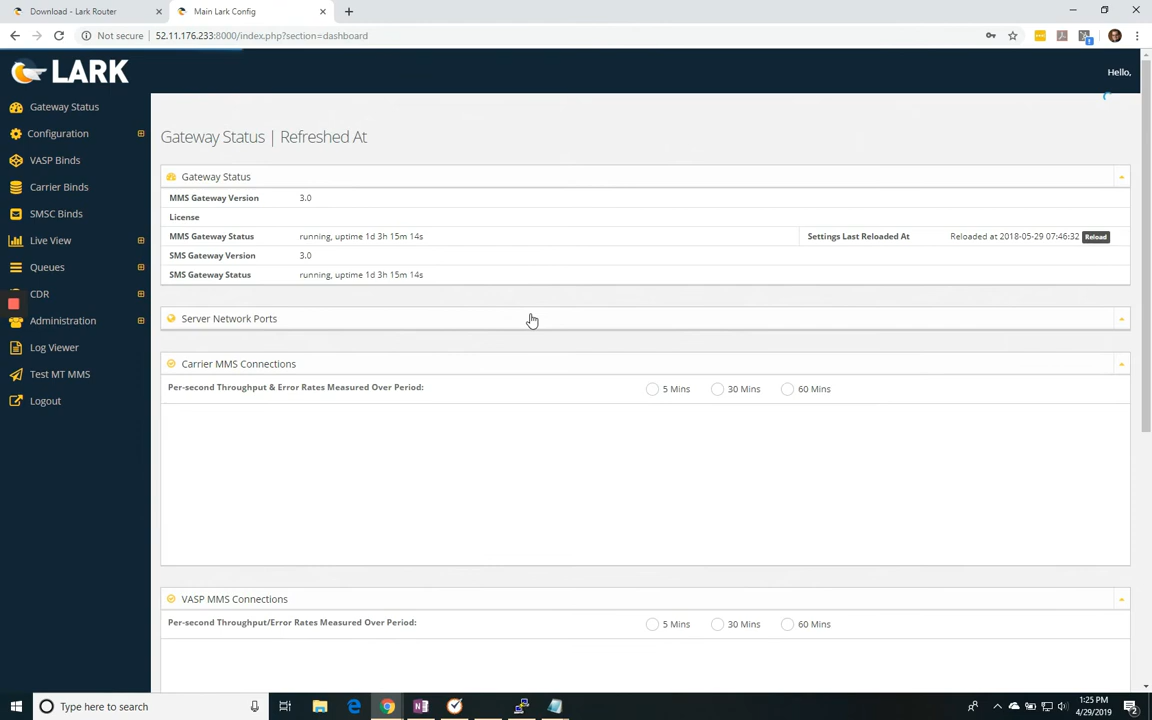 Download - Lark Router
Main Lark Config
Not secure 52.11.176.233:8000/index.php?section=dashboard
LARK
Hello,
Gateway Status
Configuration
VASP Binds
Carrier Binds
SMSC Binds
Live View
Queues
CDR
Administration
Log Viewer
Test MT MMS
Logout
Gateway Status | Refreshed At
Gateway Status
MMS Gateway Version 3.0
License
MMS Gateway Status running, uptime 1d 3h 15m 14s Settings Last Reloaded At Reloaded at 2018-05-29 07:46:32 Reload
SMS Gateway Version 3.0
SMS Gateway Status running, uptime 1d 3h 15m 14s
Server Network Ports
Carrier MMS Connections
Per-second Throughput & Error Rates Measured Over Period: 5 Mins 30 Mins 60 Mins
VASP MMS Connections
Per-second Throughput/Error Rates Measured Over Period: 5 Mins 30 Mins 60 Mins
Type here to search
1:25 PM
4/29/2019
2